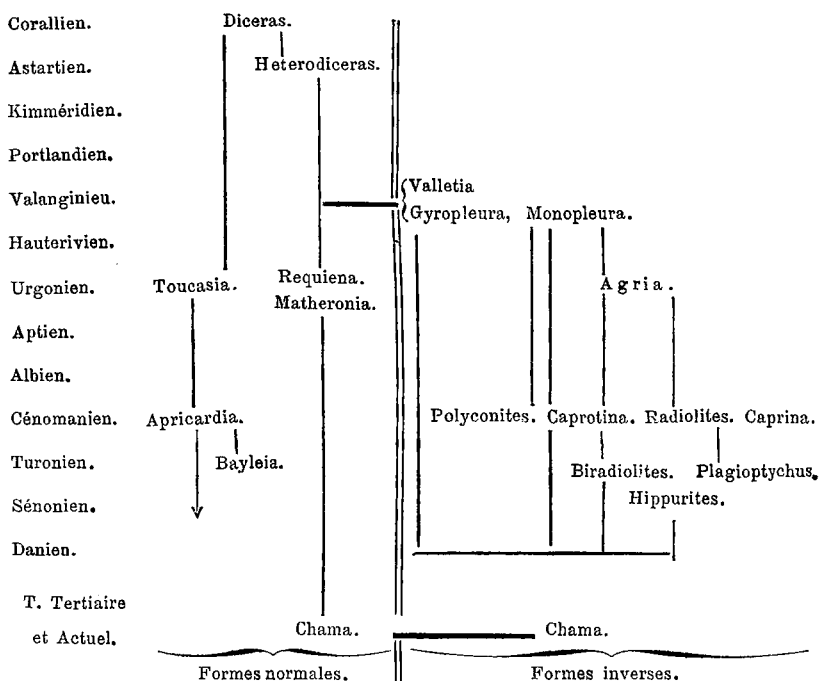 Corallien. Diceras.
Astartien. Heterodiceras.
Kimméridien.
Portlandien.
Valletia
Valanginieu. Gyropleura, Monopleura.
Hauterivien.
Urgonien. Toucasia. Requiena. Agria.
Matheronia.
Aptien.
Albien.
Cénomanien. Apricardia. Polyconites. Caprotina. Radiolites. Caprina.
Turonien. Bayleia. Biradiolites. Plagioptychus.
Sénonien. Hippurites.
Danien.
T. Tertiaire
et Actuel. Chama. Chama.
Formes normales. Formes inverses.